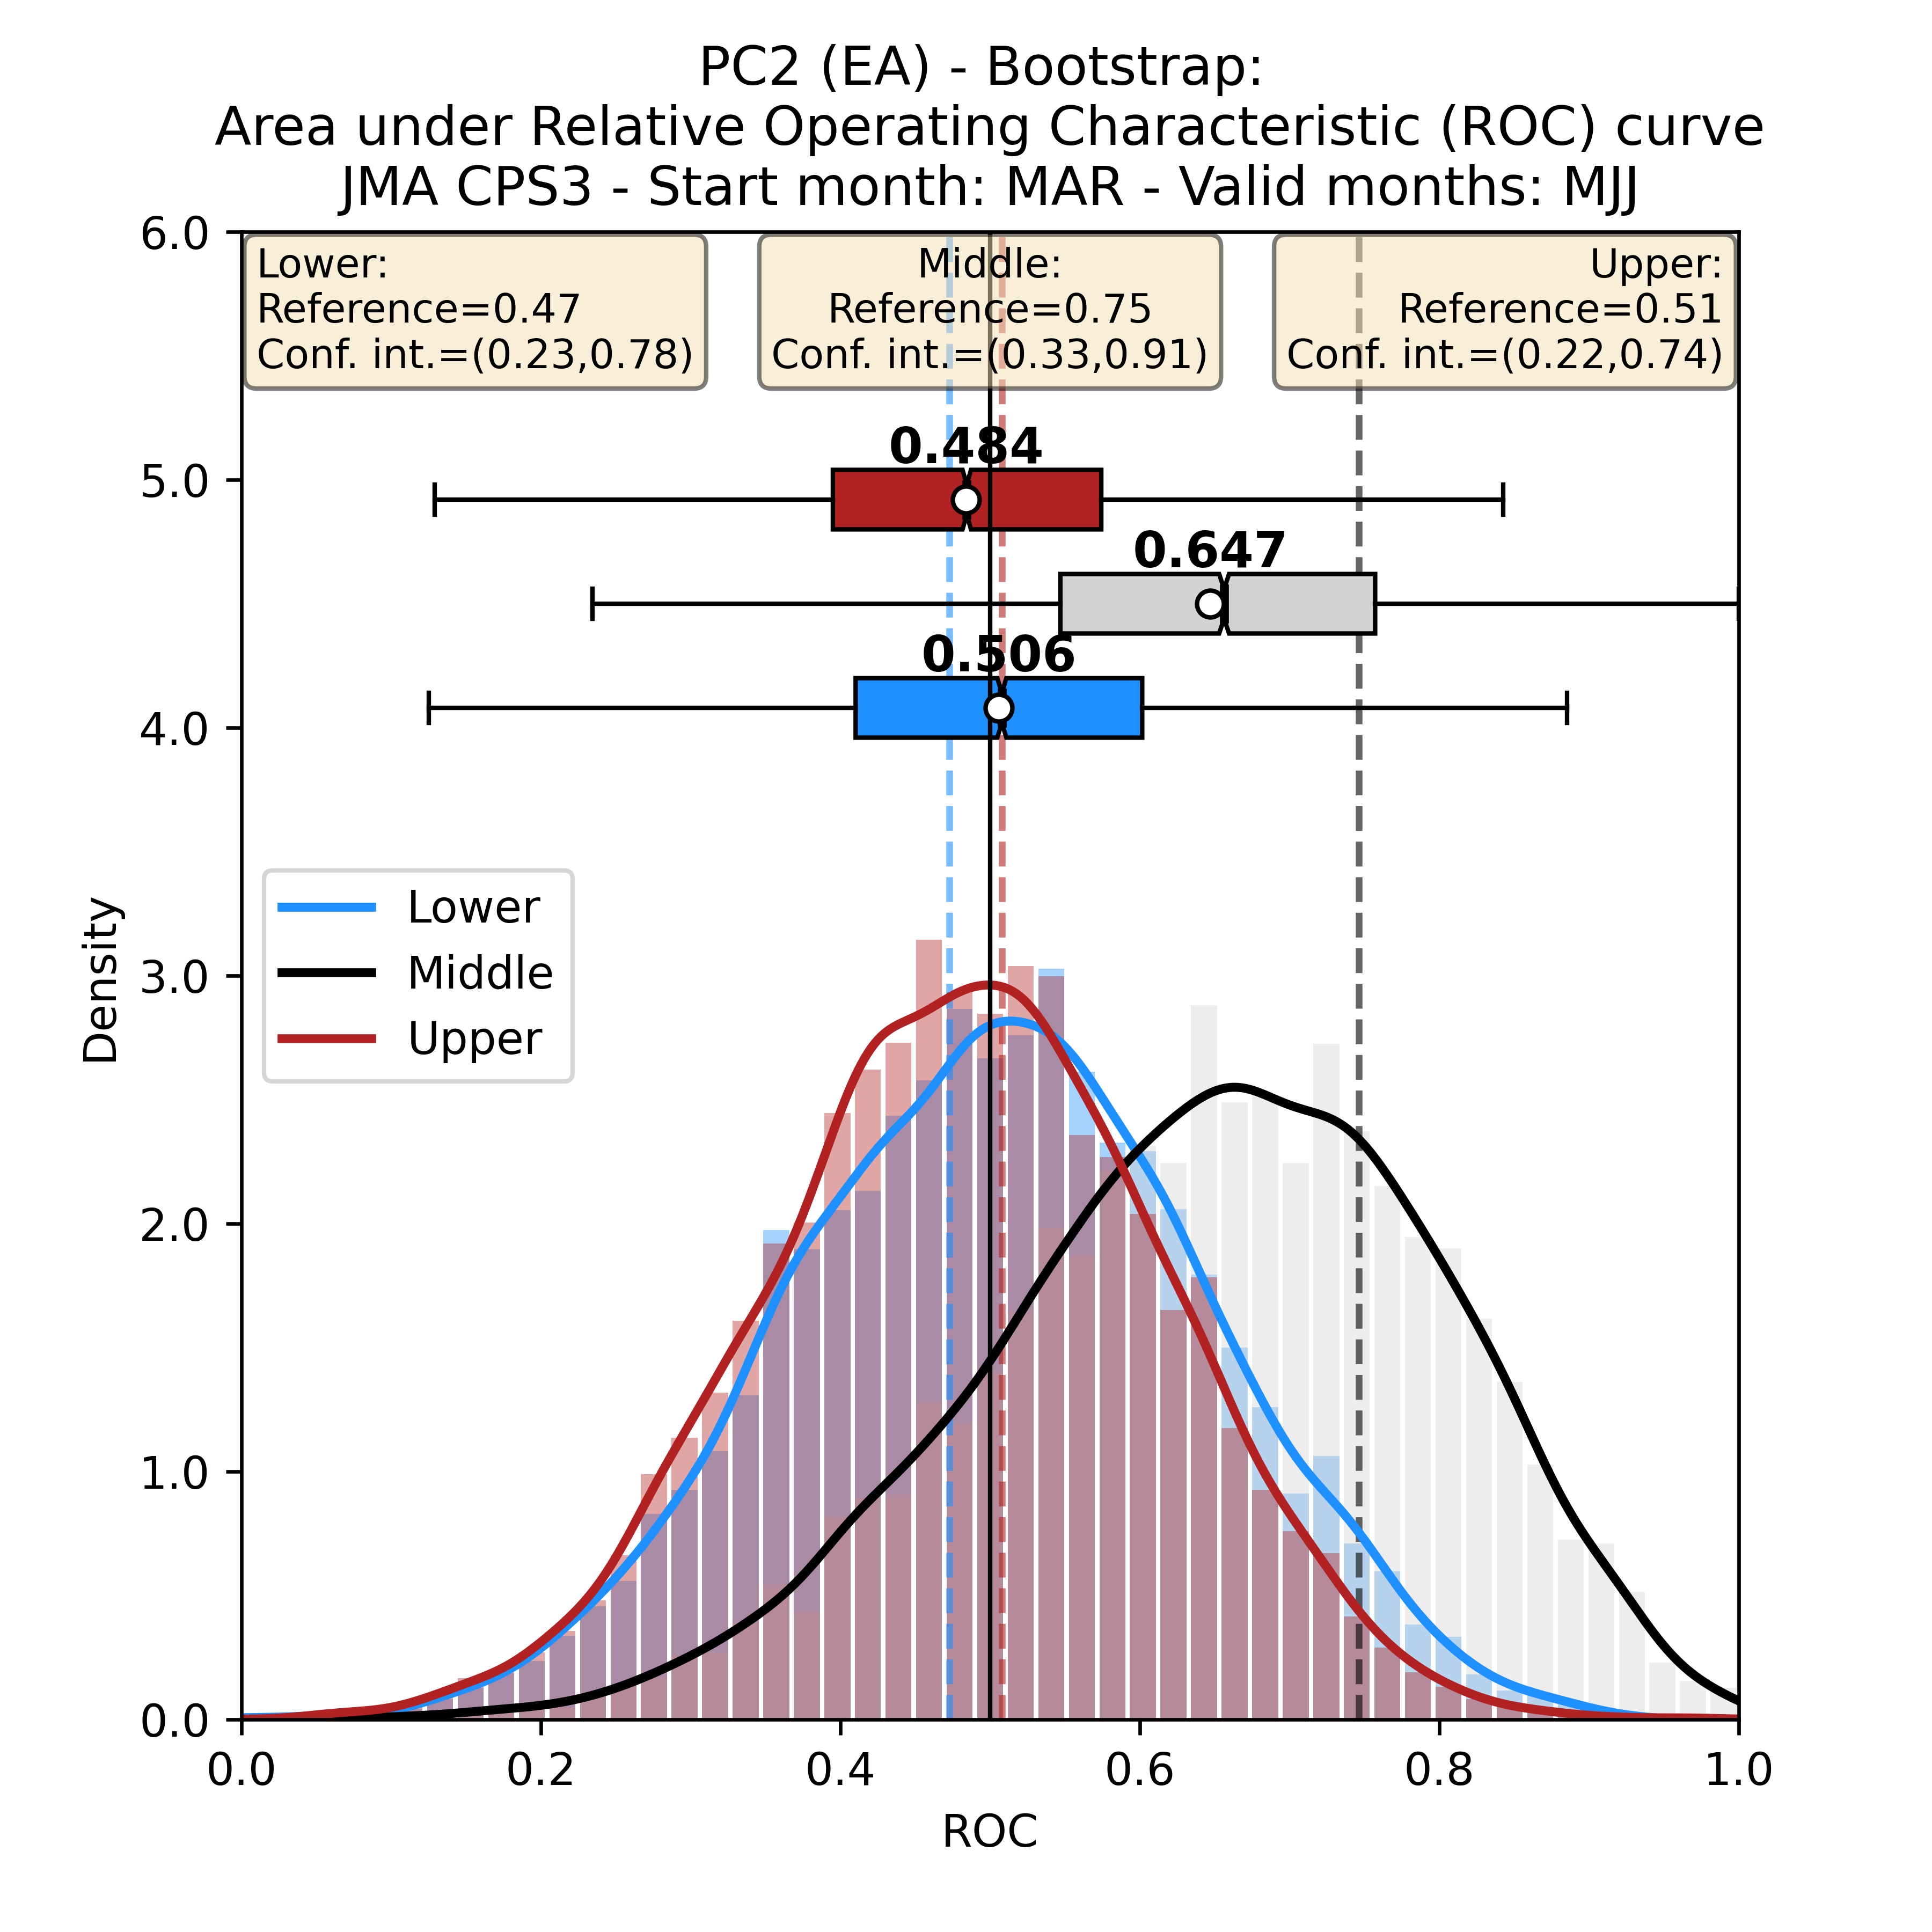 PC2 (EA) - Bootstrap:
Area under Relative Operating Characteristic (ROC) curve
JMA CPS3 - Start month: MAR - Valid months: MJJ
Lower:
Reference=0.47
Conf. int.=(0.23,0.78)
Middle:
Reference=0.75
Conf. int.=(0.33,0.91)
Upper:
Reference=0.51
Conf. int.=(0.22,0.74)
0.484
0.647
0.506
Lower
Middle
Upper
Density
6.0
5.0
4.0
3.0
2.0
1.0
0.0
0.0 0.2 0.4 0.6 0.8 1.0
ROC